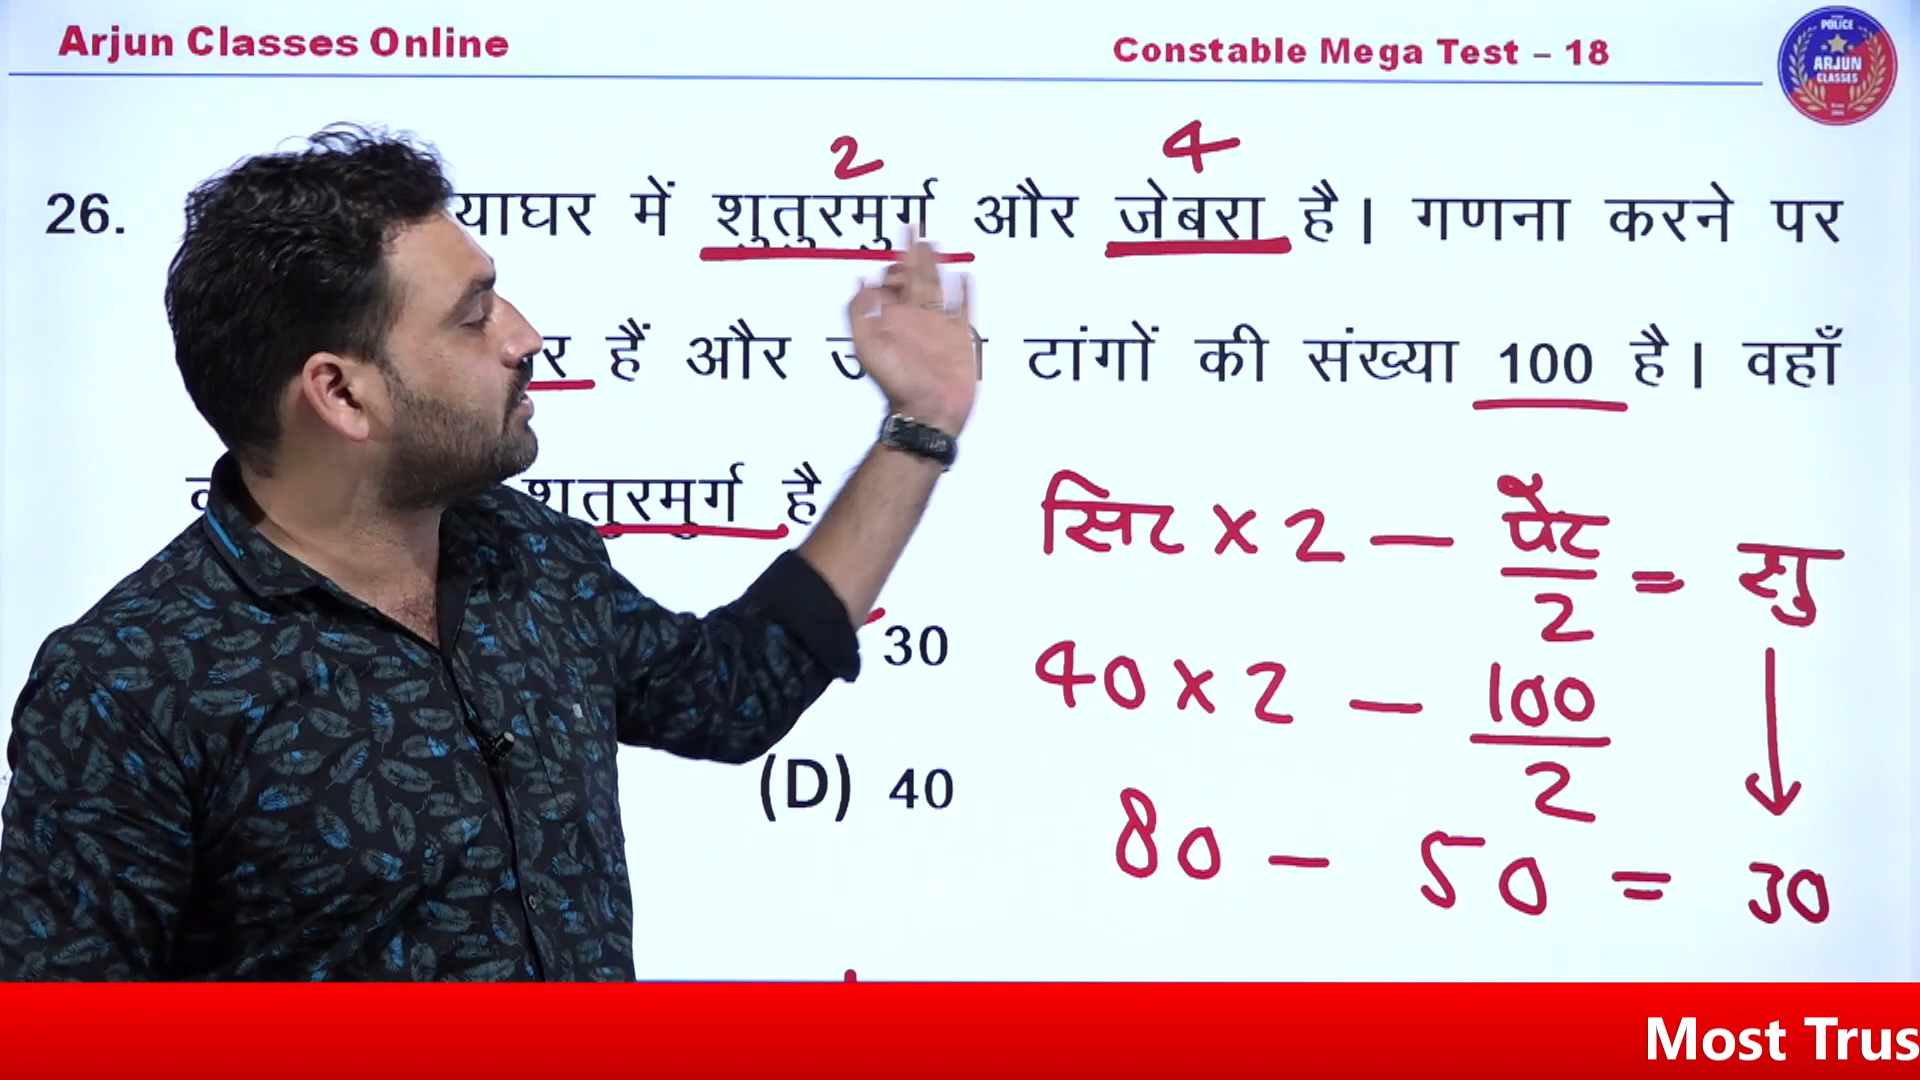 Arjun Classes Online
Constable Mega Test – 18
POLICE
ARJUN
CLASSES
2 4
26. याघर में शुतुरमुर्ग और जेबरा है। गणना करने पर
र हैं और टांगों की संख्या 100 है। वहाँ
शुतुरमुर्ग है
सिर × 2 — पैर/2 = शु
30
40 × 2 — 100/2
(D) 40
80 — 50 = 30
Most Trus